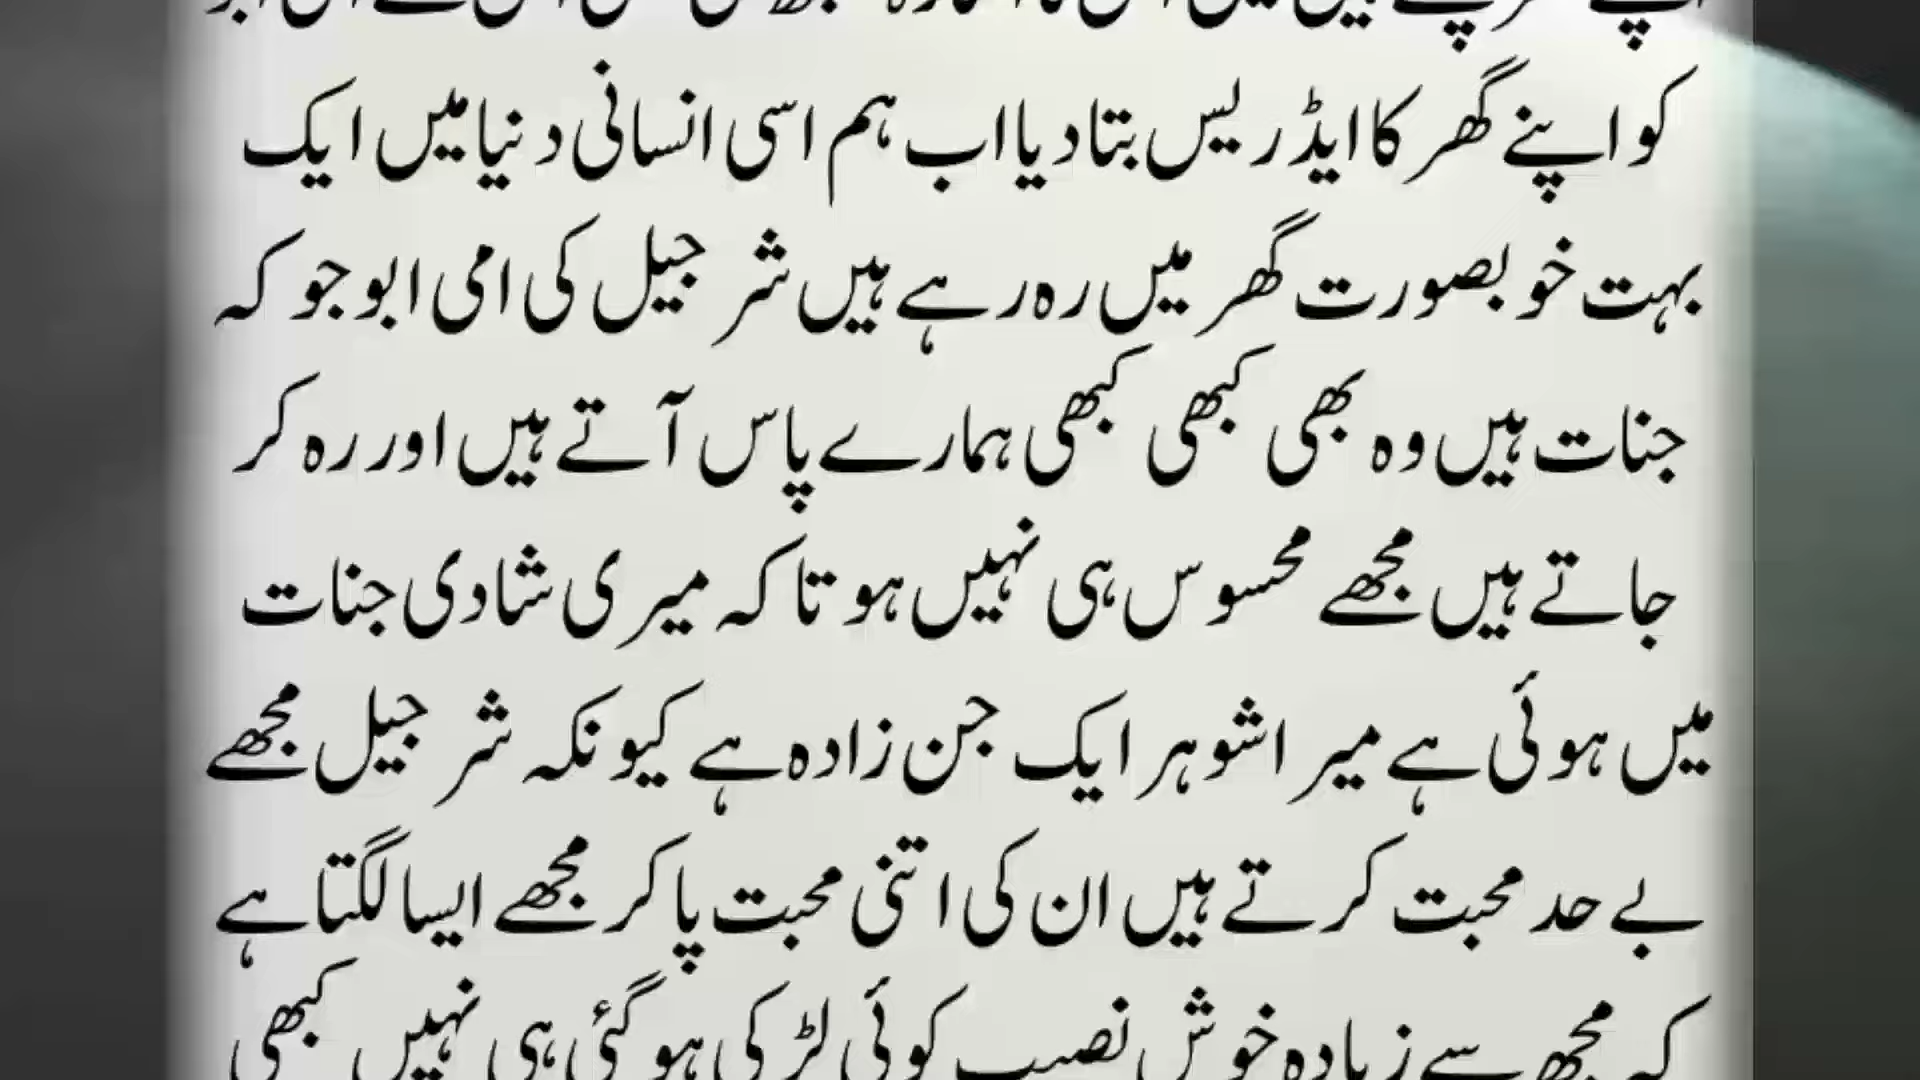 کو اپنے گھر کا ایڈریس بتا دیا اب ہم اسی انسانی دنیا میں ایک
بہت خوبصورت گھر میں رہ رہے ہیں شرجیل کی امی ابو جو کہ
جنات ہیں وہ بھی کبھی کبھی ہمارے پاس آتے ہیں اور رہ کر
جاتے ہیں مجھے محسوس ہی نہیں ہوتا کہ میری شادی جنات
میں ہوئی ہے میرا شوہر ایک جن زادہ ہے کیونکہ شرجیل مجھے
بے حد محبت کرتے ہیں ان کی اتنی محبت پا کر مجھے ایسا لگتا ہے
کہ مجھ سے زیادہ خوش نصیب کوئی لڑکی ہو گئی ہی نہیں کبھی